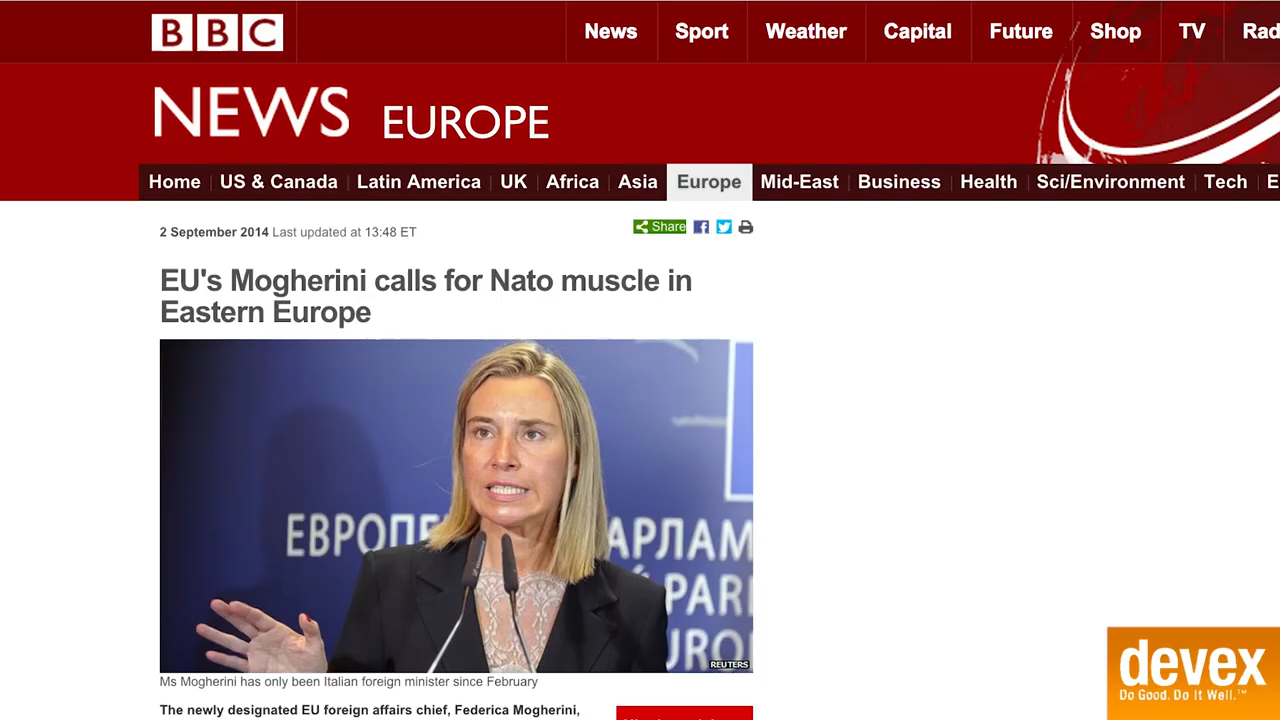 BBC
News Sport Weather Capital Future Shop TV Rad
NEWS EUROPE
Home US & Canada Latin America UK Africa Asia Europe Mid-East Business Health Sci/Environment Tech E
2 September 2014 Last updated at 13:48 ET
Share
EU's Mogherini calls for Nato muscle in
Eastern Europe
ЕВРОПЕ АРЛАМ
PAR
UROP
REUTERS
Ms Mogherini has only been Italian foreign minister since February
The newly designated EU foreign affairs chief, Federica Mogherini,
devex
Do Good. Do It Well.™